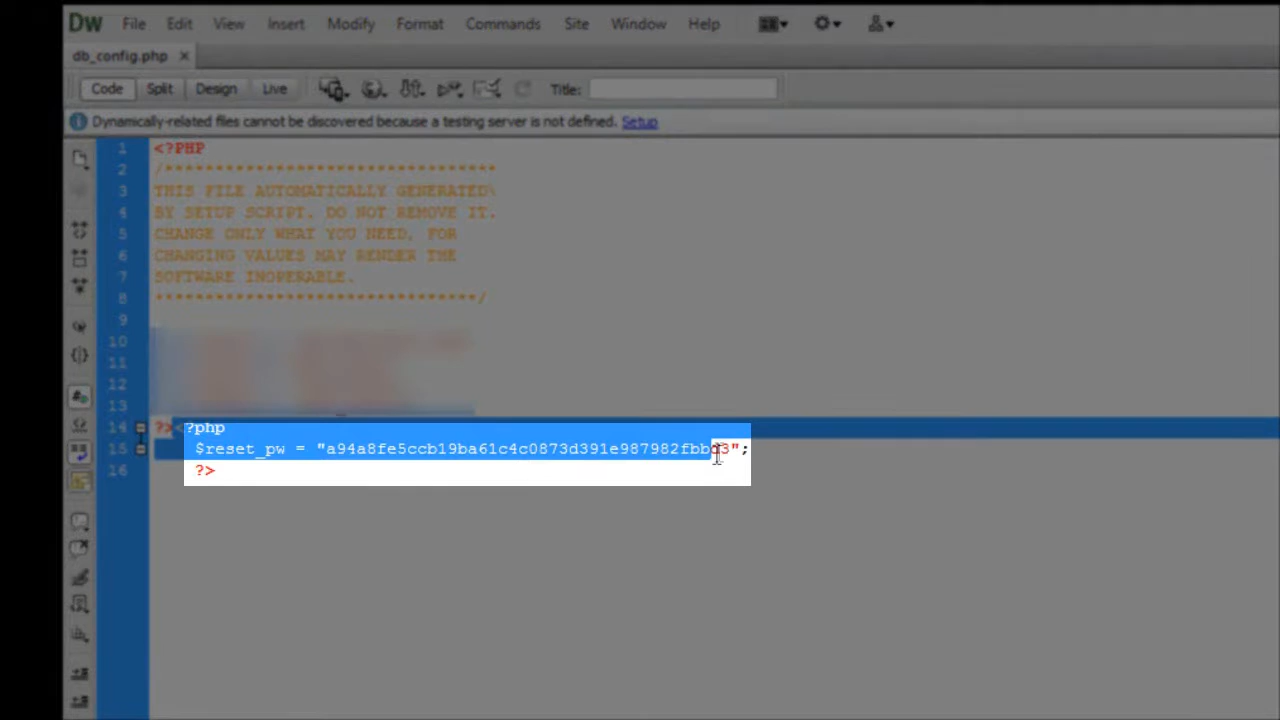 Dw File Edit View Insert Modify Format Commands Site Window Help
db_config.php ×
Code Split Design Live Title:
Dynamically-related files cannot be discovered because a testing server is not defined. Setup
1 <?PHP
2 /*********************************
3 THIS FILE AUTOMATICALLY GENERATED\
4 BY SETUP SCRIPT. DO NOT REMOVE IT.
5 CHANGE ONLY WHAT YOU NEED, FOR
6 CHANGING VALUES MAY RENDER THE
7 SOFTWARE INOPERABLE.
8 ********************************/
9
10
11
12
13
14 ?><?php
15 $reset_pw = "a94a8fe5ccb19ba61c4c0873d391e987982fbbd3";
16 ?>